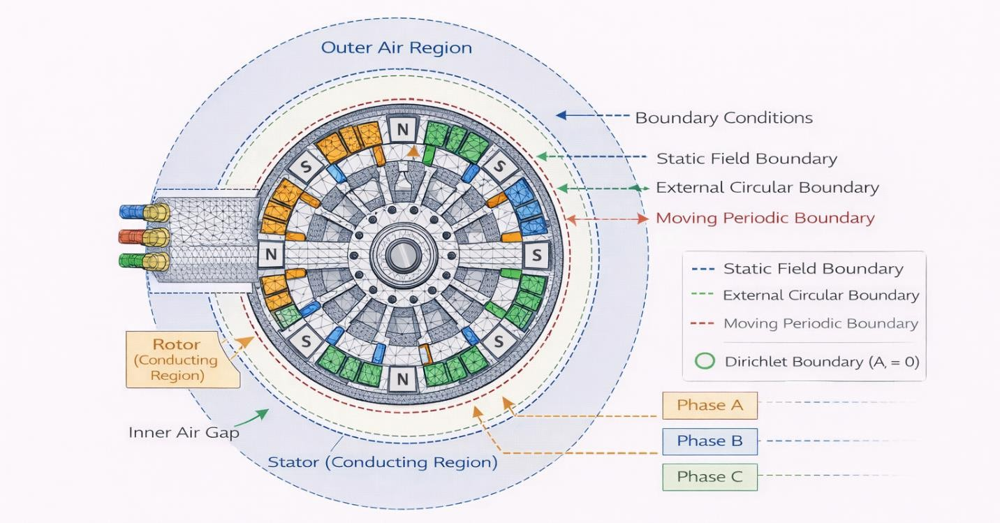 Outer Air Region
Boundary Conditions
Static Field Boundary
External Circular Boundary
Moving Periodic Boundary
N
S
S
N
S
S
S
N
Static Field Boundary
External Circular Boundary
Moving Periodic Boundary
Dirichlet Boundary (A, = 0)
Rotor
(Conducting
Region)
Inner Air Gap
Stator (Conducting Region)
Phase A
Phase B
Phase C